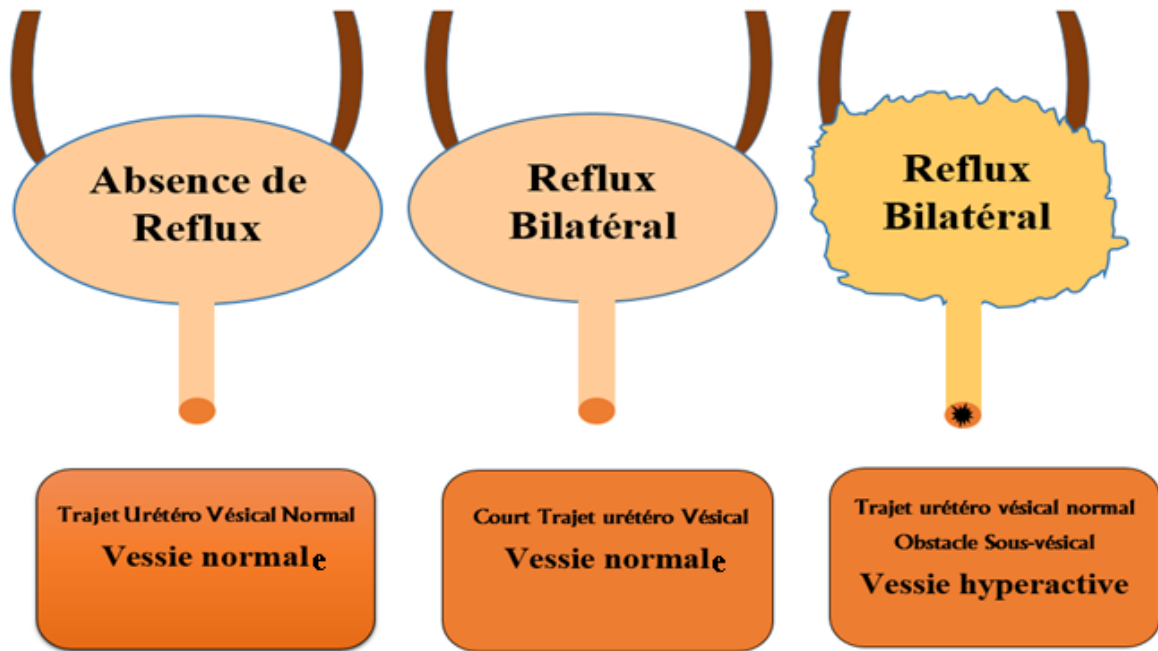 Absence de
Reflux
Reflux
Bilatéral
Reflux
Bilatéral
Trajet Urétéro Vésical Normal
Vessie normale
Court Trajet urétéro Vésical
Vessie normale
Trajet urétéro vésical normal
Obstacle Sous-vésical
Vessie hyperactive